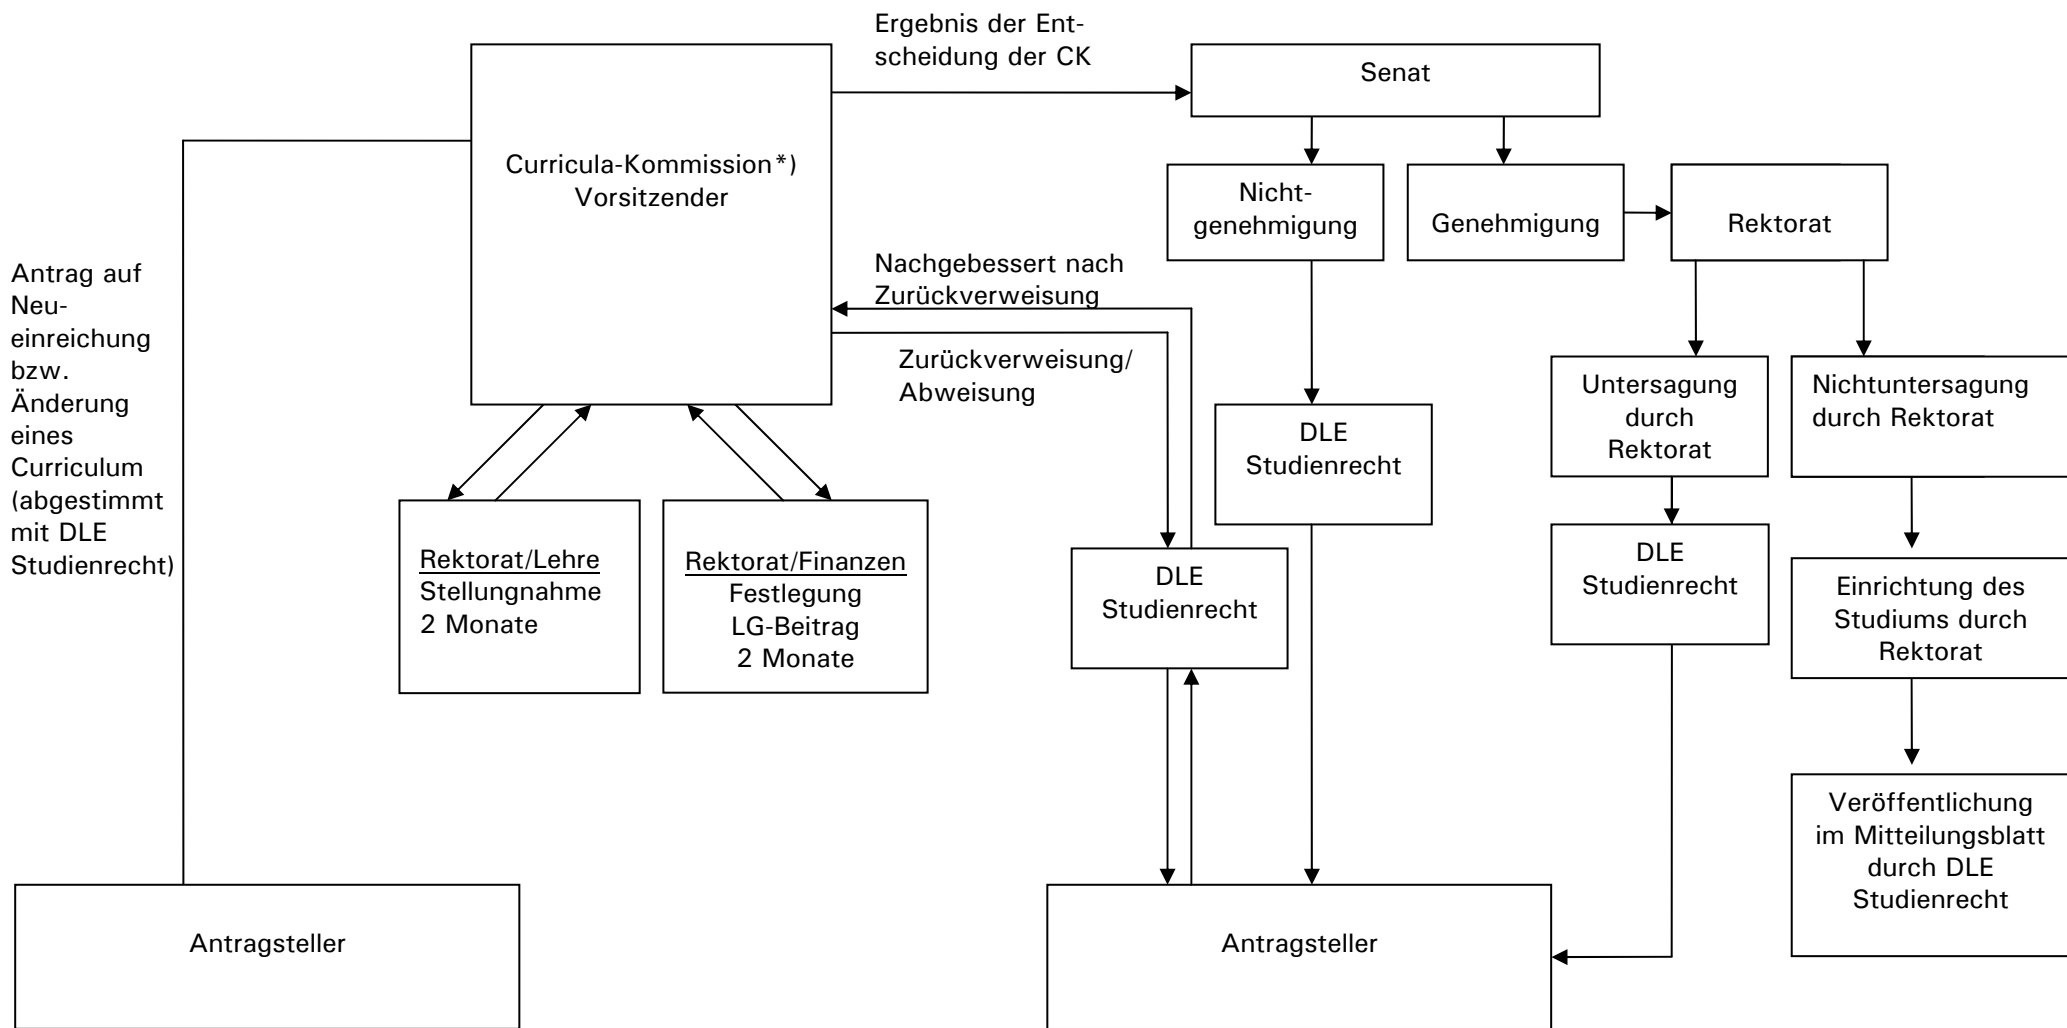 Ergebnis der Ent-
scheidung der CK
Senat
Curricula-Kommission*)
Vorsitzender
Nicht-
genehmigung
Genehmigung
Rektorat
Antrag auf
Neu-
einreichung
bzw.
Änderung
eines
Curriculum
(abgestimmt
mit DLE
Studienrecht)
Nachgebessert nach
Zurückverweisung
Zurückverweisung/
Abweisung
Untersagung
durch
Rektorat
Nichtuntersagung
durch Rektorat
DLE
Studienrecht
Rektorat/Lehre
Stellungnahme
2 Monate
Rektorat/Finanzen
Festlegung
LG-Beitrag
2 Monate
DLE
Studienrecht
DLE
Studienrecht
Einrichtung des
Studiums durch
Rektorat
Veröffentlichung
im Mitteilungsblatt
durch DLE
Studienrecht
Antragsteller
Antragsteller